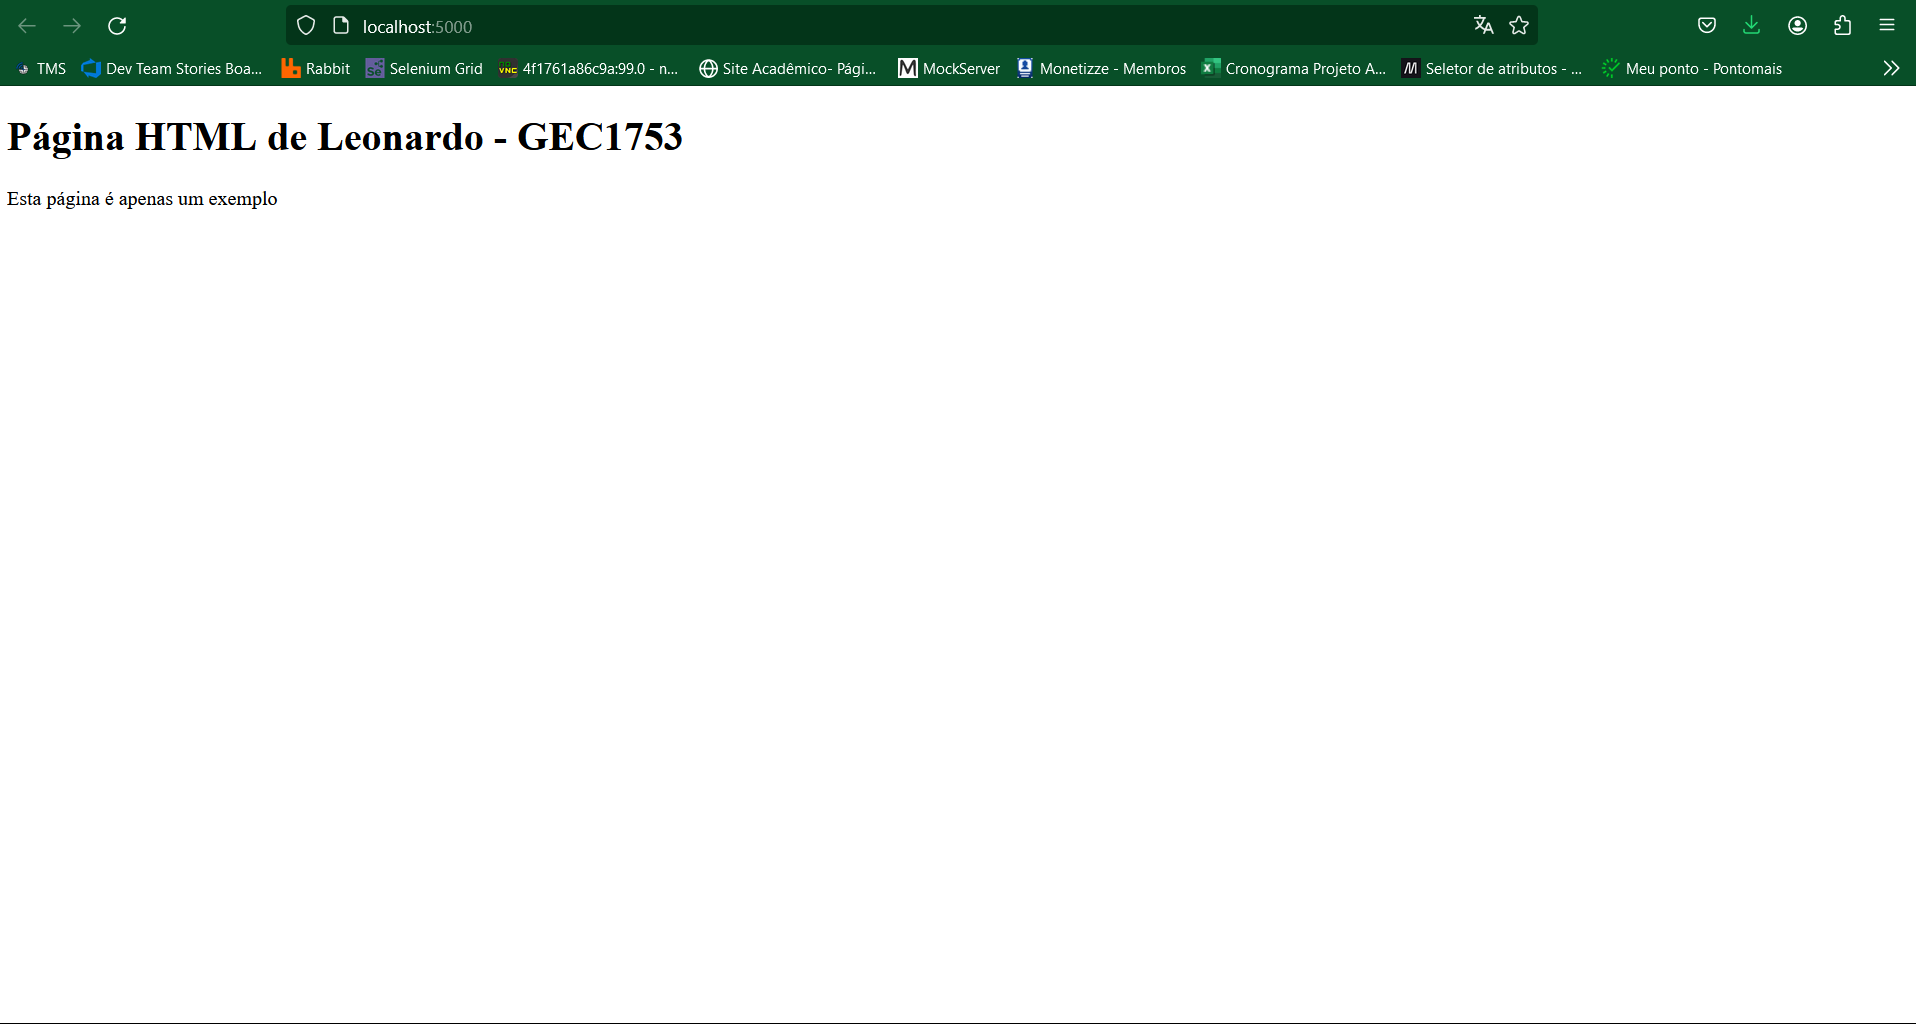 localhost:5000
TMS Dev Team Stories Boa... Rabbit Selenium Grid 4f1761a86c9a:99.0 - n... Site Acadêmico- Pági... MockServer Monetizze - Membros Cronograma Projeto A... Seletor de atributos - ... Meu ponto - Pontomais
Página HTML de Leonardo - GEC1753
Esta página é apenas um exemplo